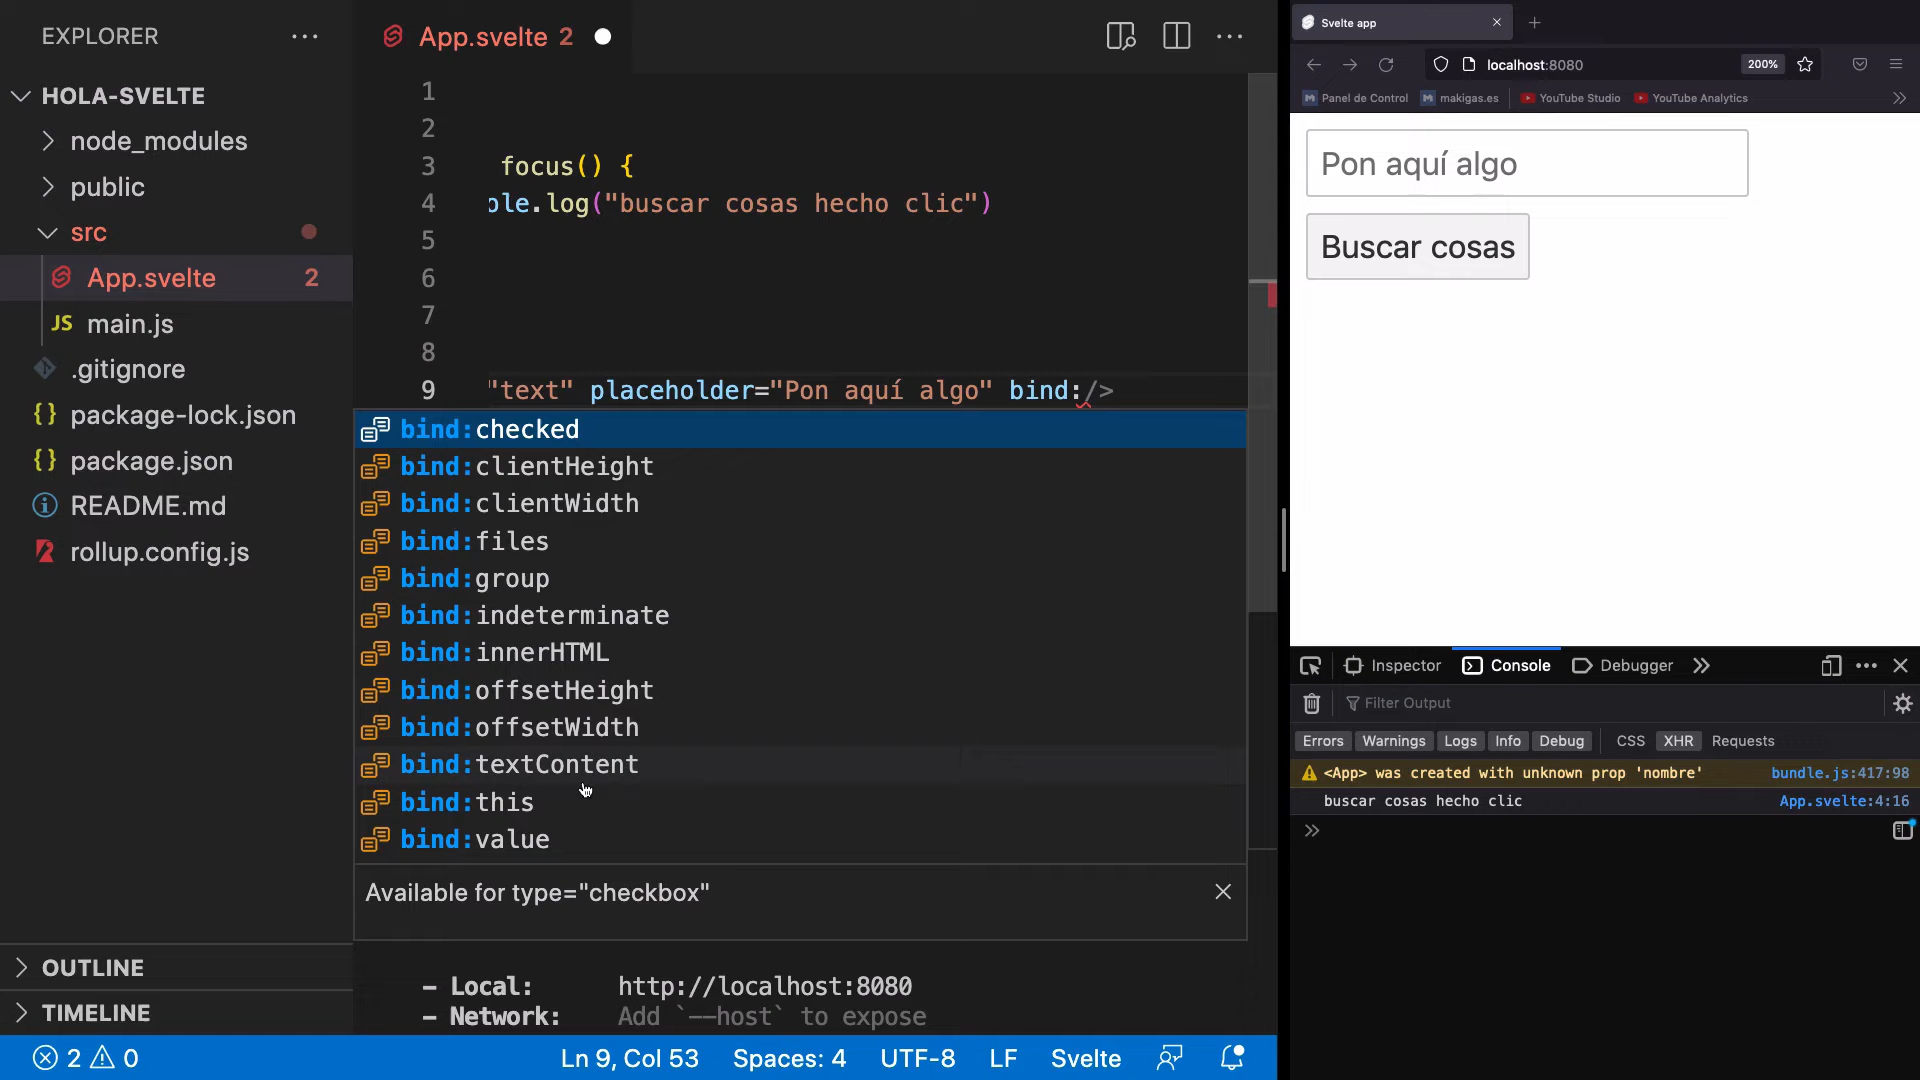 EXPLORER
HOLA-SVELTE
node_modules
public
src
App.svelte 2
JS main.js
.gitignore
{} package-lock.json
{} package.json
README.md
rollup.config.js
OUTLINE
TIMELINE
App.svelte 2
1
2
3 focus() {
4 ole.log("buscar cosas hecho clic")
5
6
7
8
9 "text" placeholder="Pon aquí algo" bind:/>
bind:checked
bind:clientHeight
bind:clientWidth
bind:files
bind:group
bind:indeterminate
bind:innerHTML
bind:offsetHeight
bind:offsetWidth
bind:textContent
bind:this
bind:value
Available for type="checkbox"
– Local: http://localhost:8080
– Network: Add `--host` to expose
2 0 Ln 9, Col 53 Spaces: 4 UTF-8 LF Svelte
Svelte app
localhost:8080 200%
Panel de Control makigas.es YouTube Studio YouTube Analytics
Pon aquí algo
Buscar cosas
Inspector Console Debugger
Filter Output
Errors Warnings Logs Info Debug CSS XHR Requests
<App> was created with unknown prop 'nombre' bundle.js:417:98
buscar cosas hecho clic App.svelte:4:16